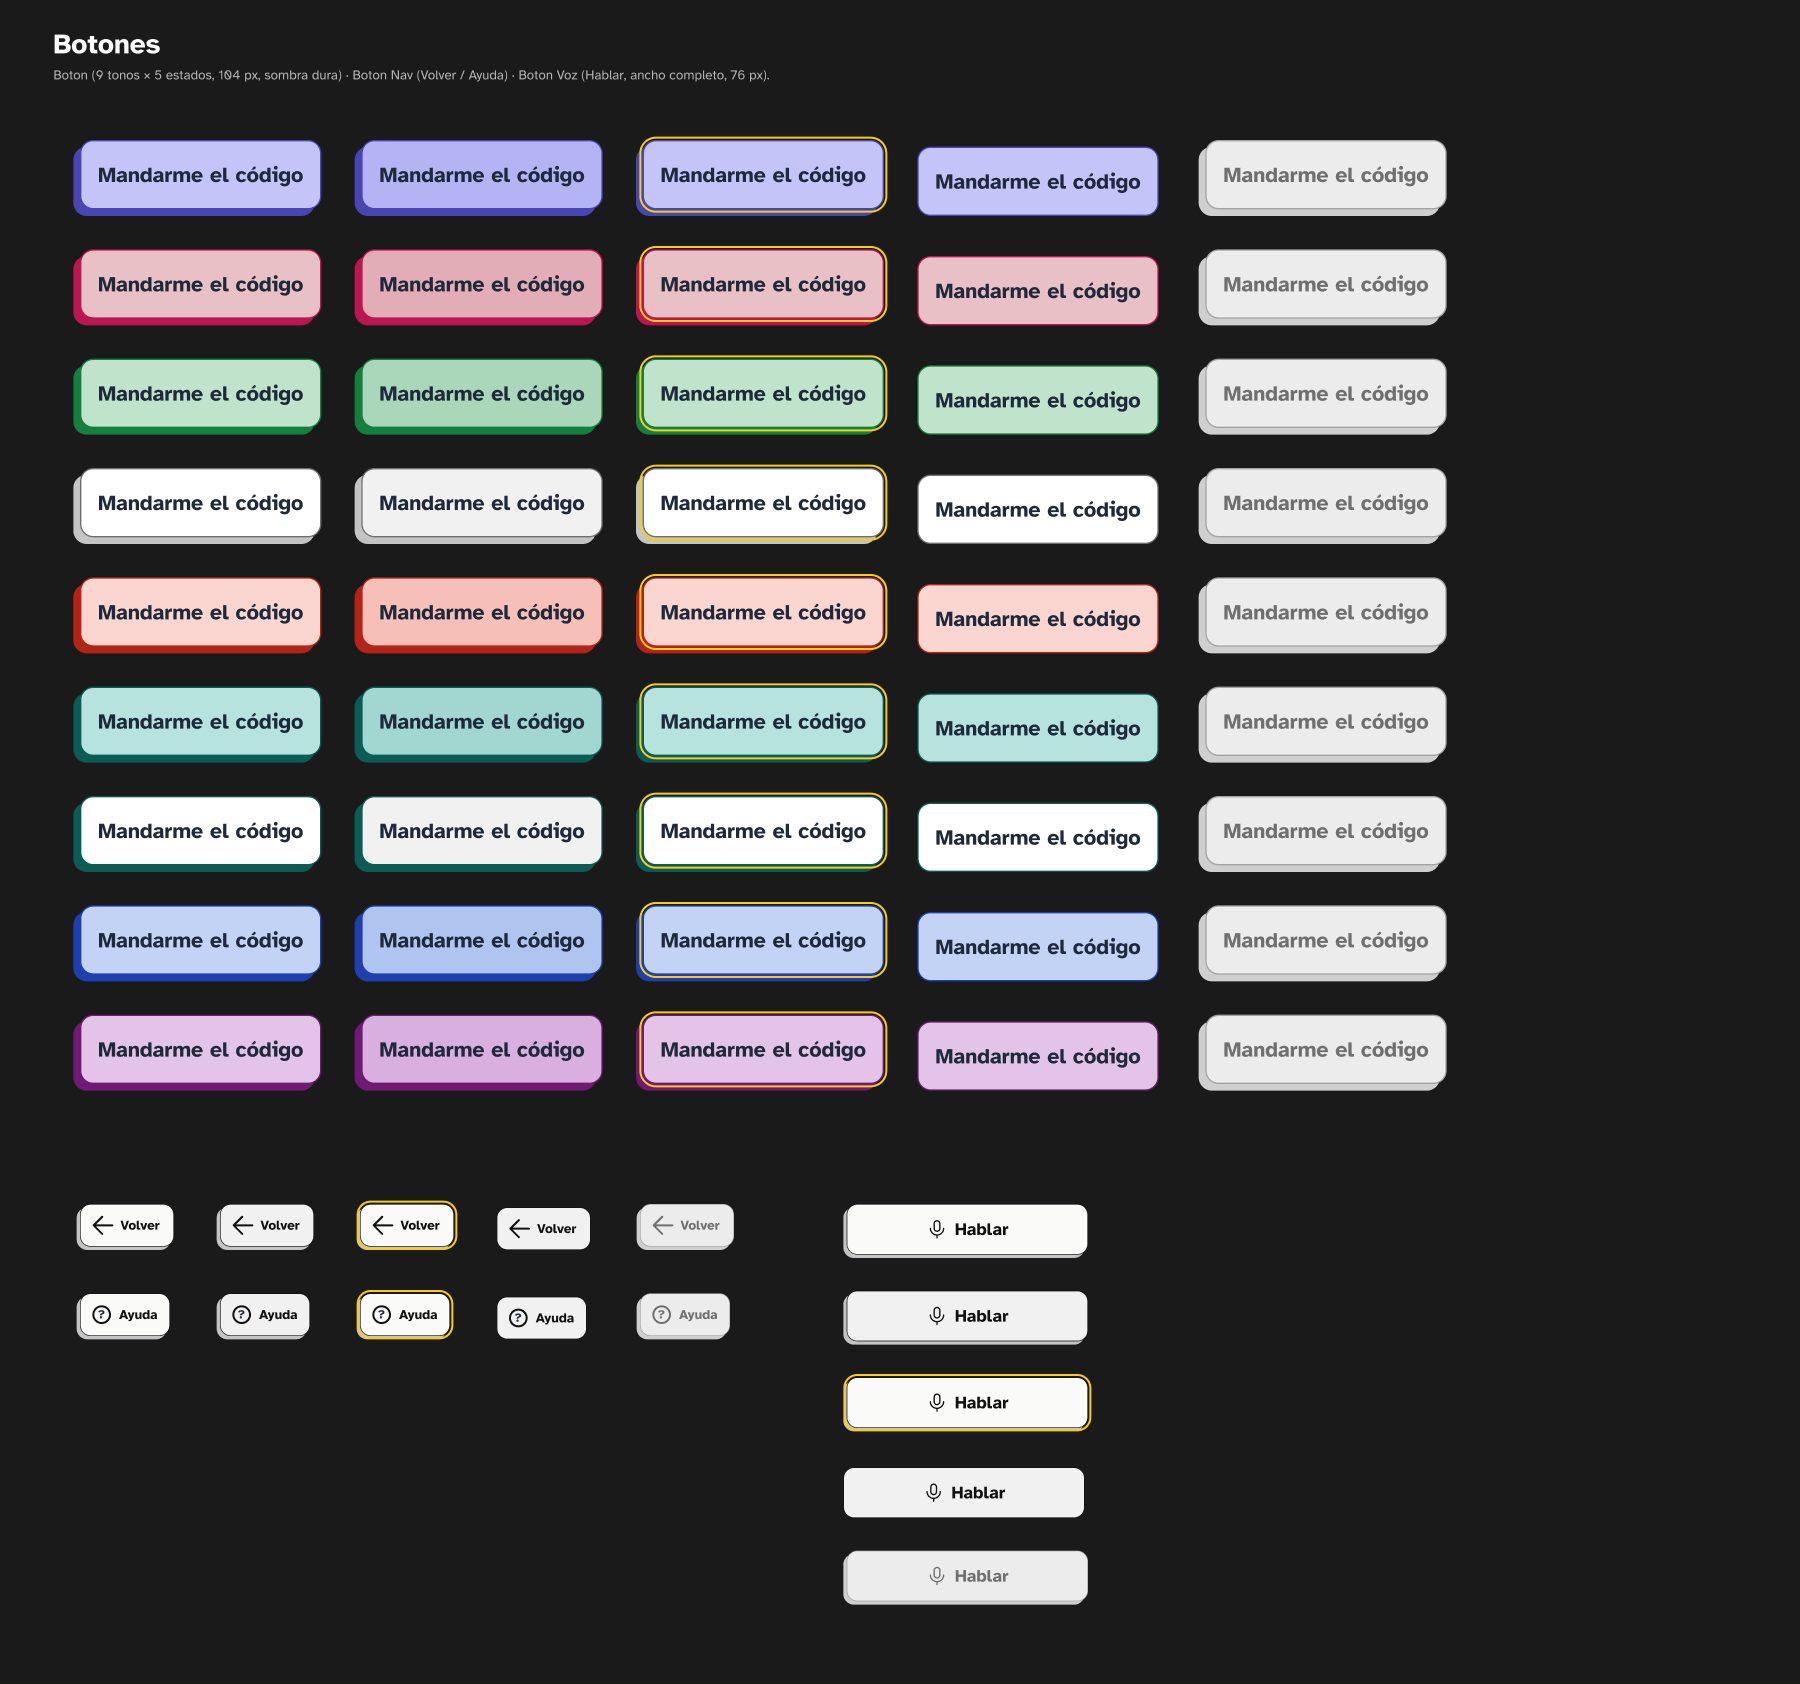 Botones
Boton (9 tonos × 5 estados, 104 px, sombra dura) · Boton Nav (Volver / Ayuda) · Boton Voz (Hablar, ancho completo, 76 px).
Mandarme el código Mandarme el código Mandarme el código Mandarme el código Mandarme el código
Mandarme el código Mandarme el código Mandarme el código Mandarme el código Mandarme el código
Mandarme el código Mandarme el código Mandarme el código Mandarme el código Mandarme el código
Mandarme el código Mandarme el código Mandarme el código Mandarme el código Mandarme el código
Mandarme el código Mandarme el código Mandarme el código Mandarme el código Mandarme el código
Mandarme el código Mandarme el código Mandarme el código Mandarme el código Mandarme el código
Mandarme el código Mandarme el código Mandarme el código Mandarme el código Mandarme el código
Mandarme el código Mandarme el código Mandarme el código Mandarme el código Mandarme el código
Mandarme el código Mandarme el código Mandarme el código Mandarme el código Mandarme el código
Volver Volver Volver Volver Volver
? Ayuda ? Ayuda ? Ayuda ? Ayuda ? Ayuda
Hablar
Hablar
Hablar
Hablar
Hablar